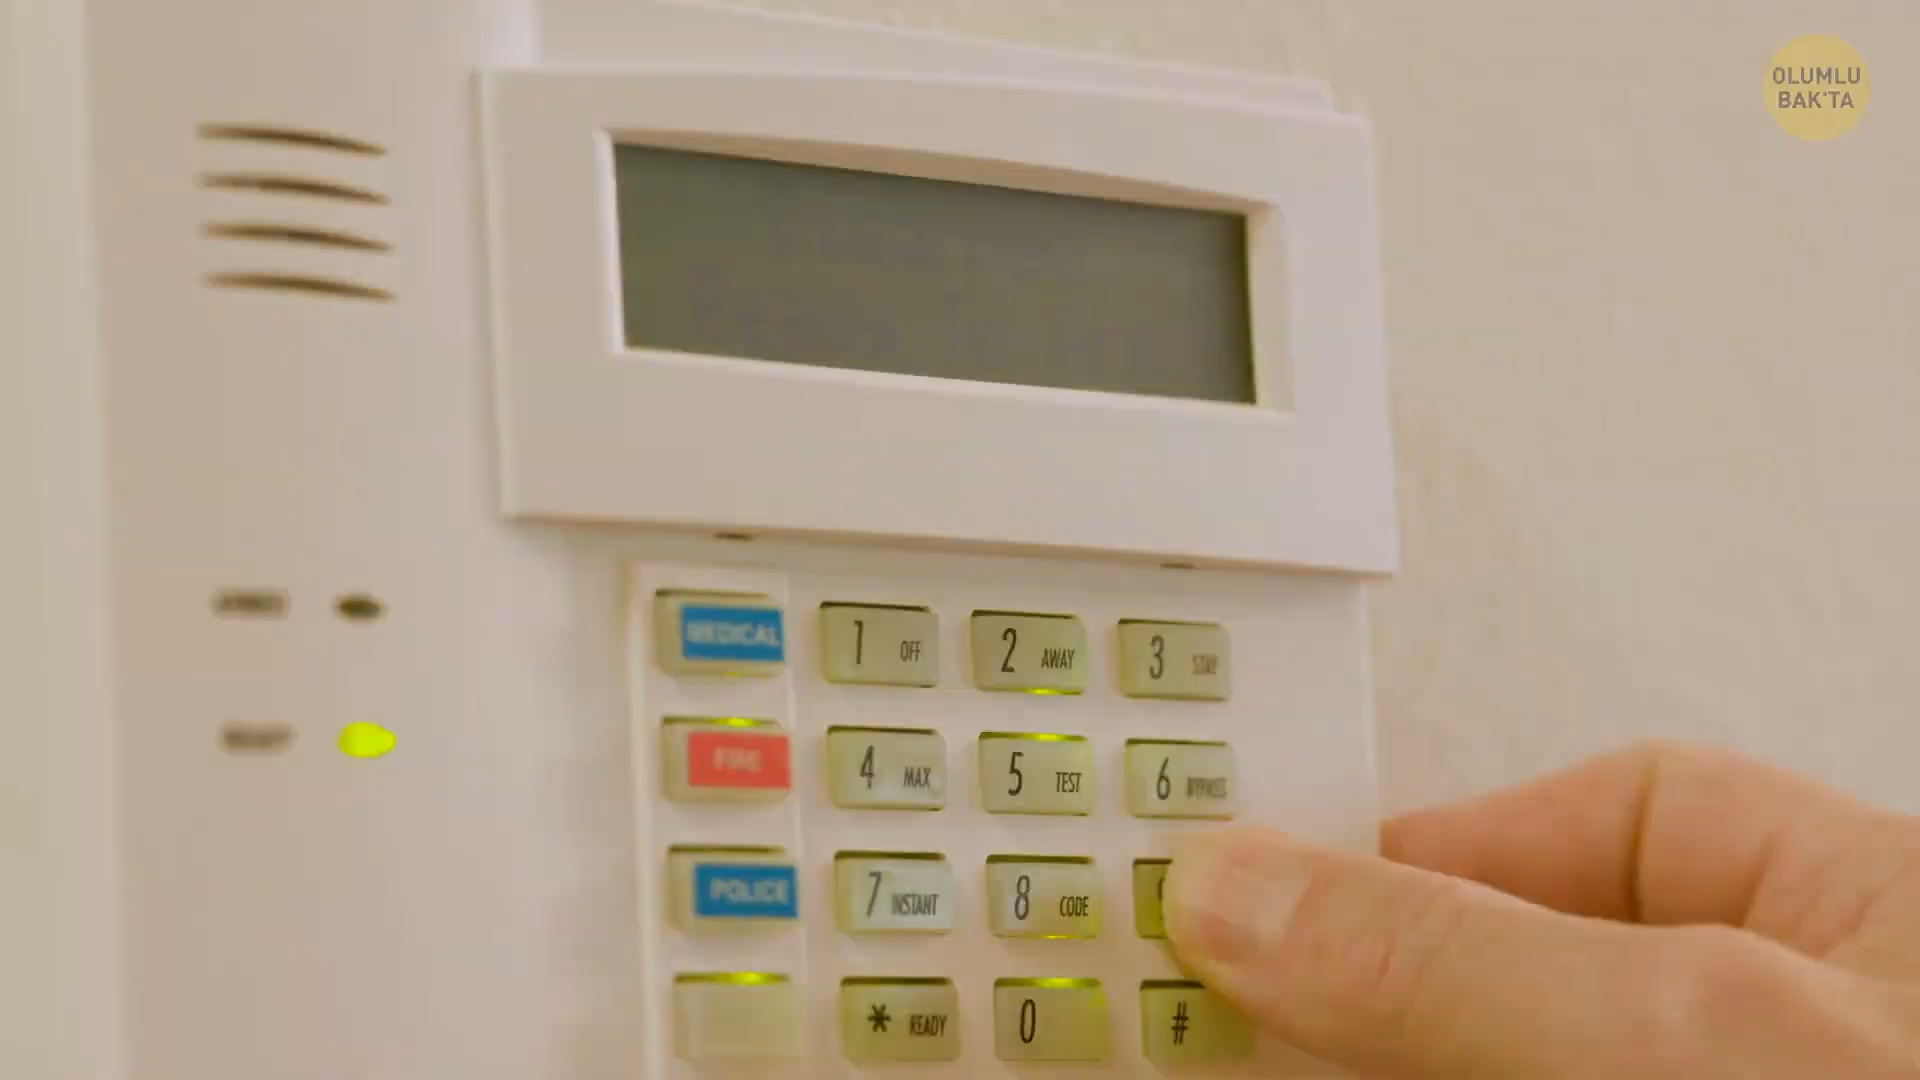 OLUMLU
BAK'TA
MEDICAL
1 OFF
2 AWAY
3 STAY
FIRE
4 MAX
5 TEST
6 BYPASS
POLICE
7 INSTANT
8 CODE
* READY
0
#